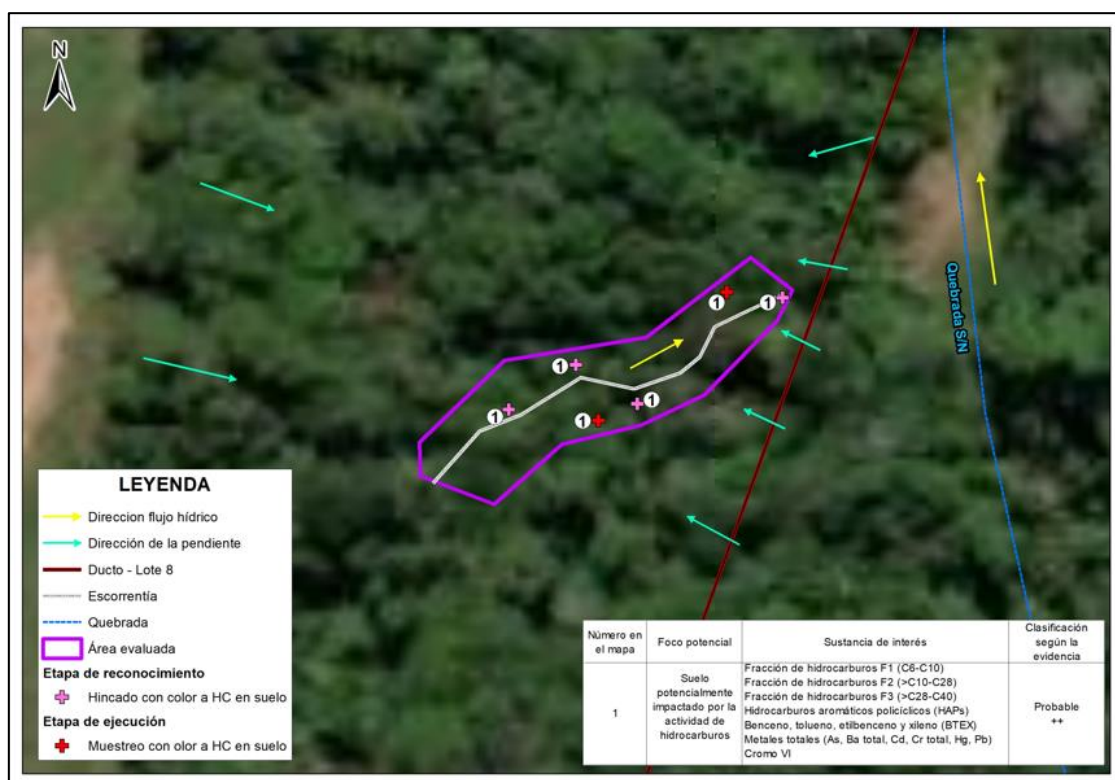 N
Quebrada S/N
1
1
1
1
1
1
LEYENDA
Direccion flujo hídrico
Dirección de la pendiente
Ducto - Lote 8
Escorrentía
Quebrada
Área evaluada
Etapa de reconocimiento
Hincado con color a HC en suelo
Etapa de ejecución
Muestreo con olor a HC en suelo
Número en el mapa
Foco potencial
Sustancia de interés
Clasificación según la evidencia
1
Suelo potencialmente impactado por la actividad de hidrocarburos
Fracción de hidrocarburos F1 (C6-C10)
Fracción de hidrocarburos F2 (>C10-C28)
Fracción de hidrocarburos F3 (>C28-C40)
Hidrocarburos aromáticos policíclicos (HAPs)
Benceno, tolueno, etilbenceno y xileno (BTEX)
Metales totales (As, Ba total, Cd, Cr total, Hg, Pb)
Cromo VI
Probable
++